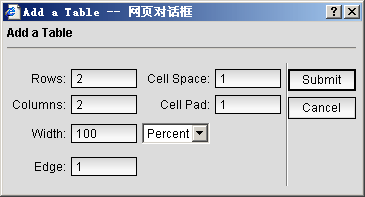 Add a Table -- 网页对话框
Add a Table
Rows: 2 Cell Space: 1 Submit
Columns: 2 Cell Pad: 1 Cancel
Width: 100 Percent
Edge: 1